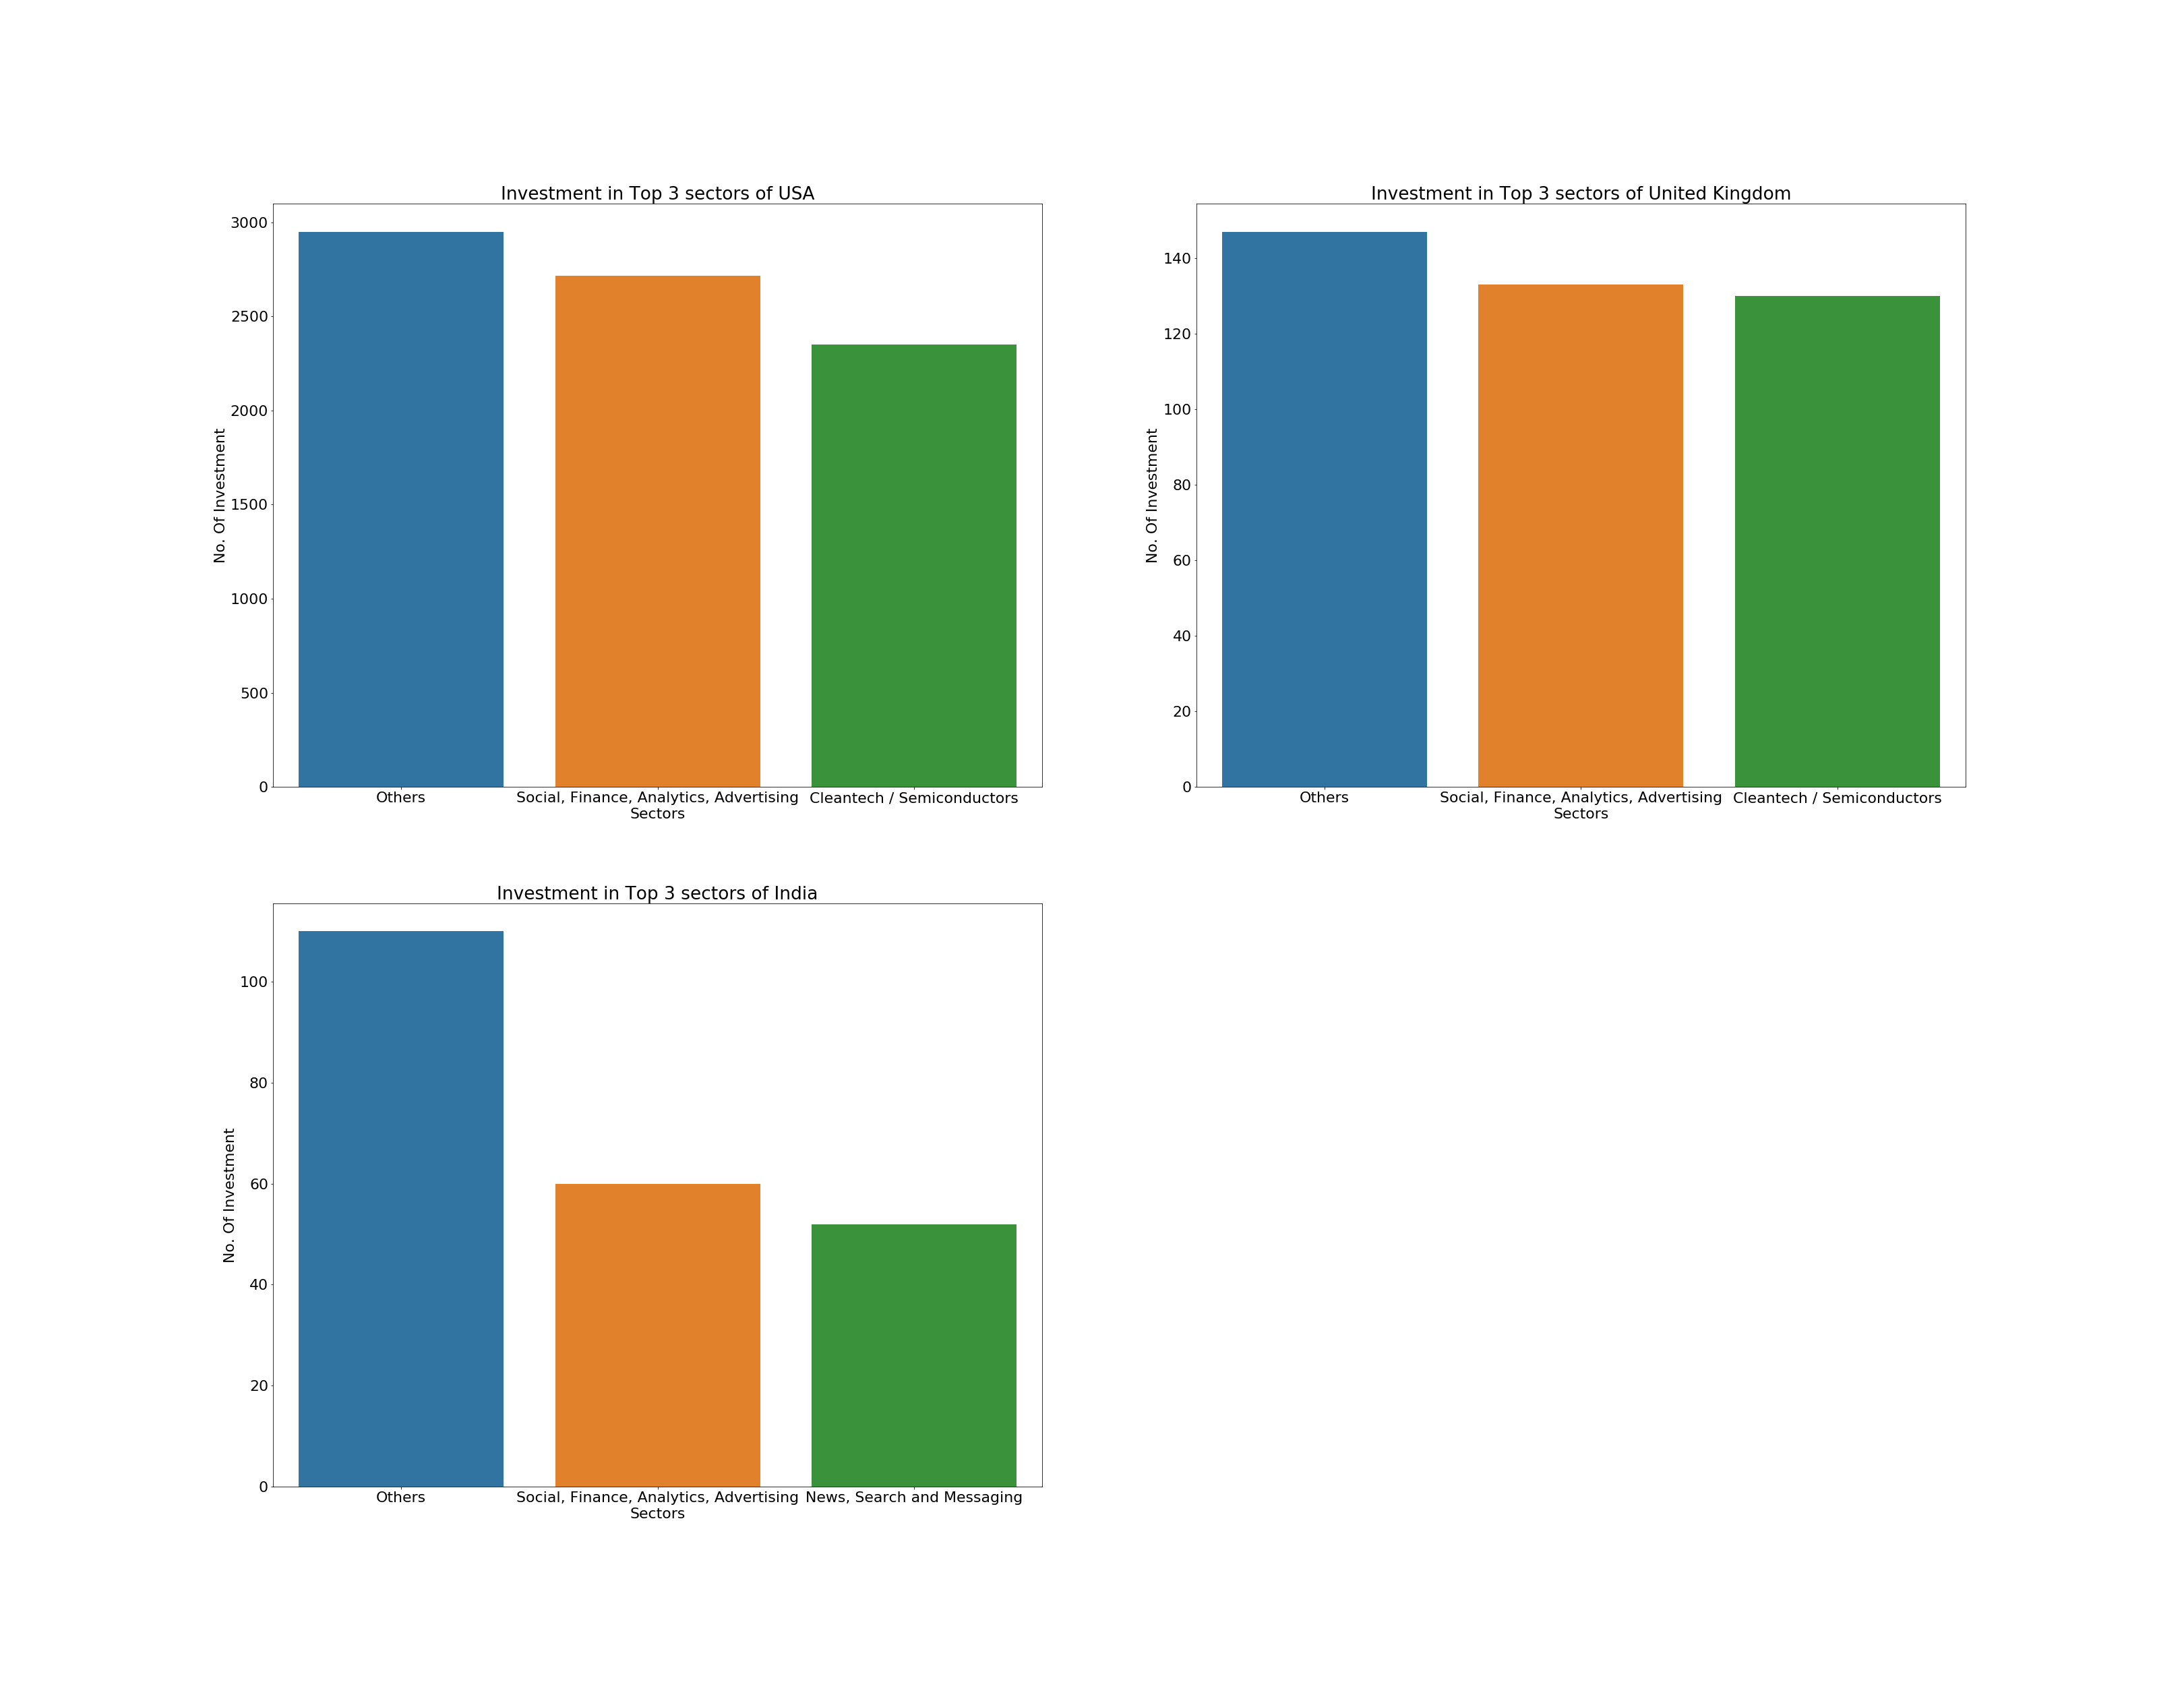 Investment in Top 3 sectors of USA
3000
2500
2000
1500
1000
500
0
No. Of Investment
Others
Social, Finance, Analytics, Advertising
Cleantech / Semiconductors
Sectors
Investment in Top 3 sectors of United Kingdom
140
120
100
80
60
40
20
0
No. Of Investment
Others
Social, Finance, Analytics, Advertising
Cleantech / Semiconductors
Sectors
Investment in Top 3 sectors of India
100
80
60
40
20
0
No. Of Investment
Others
Social, Finance, Analytics, Advertising
News, Search and Messaging
Sectors